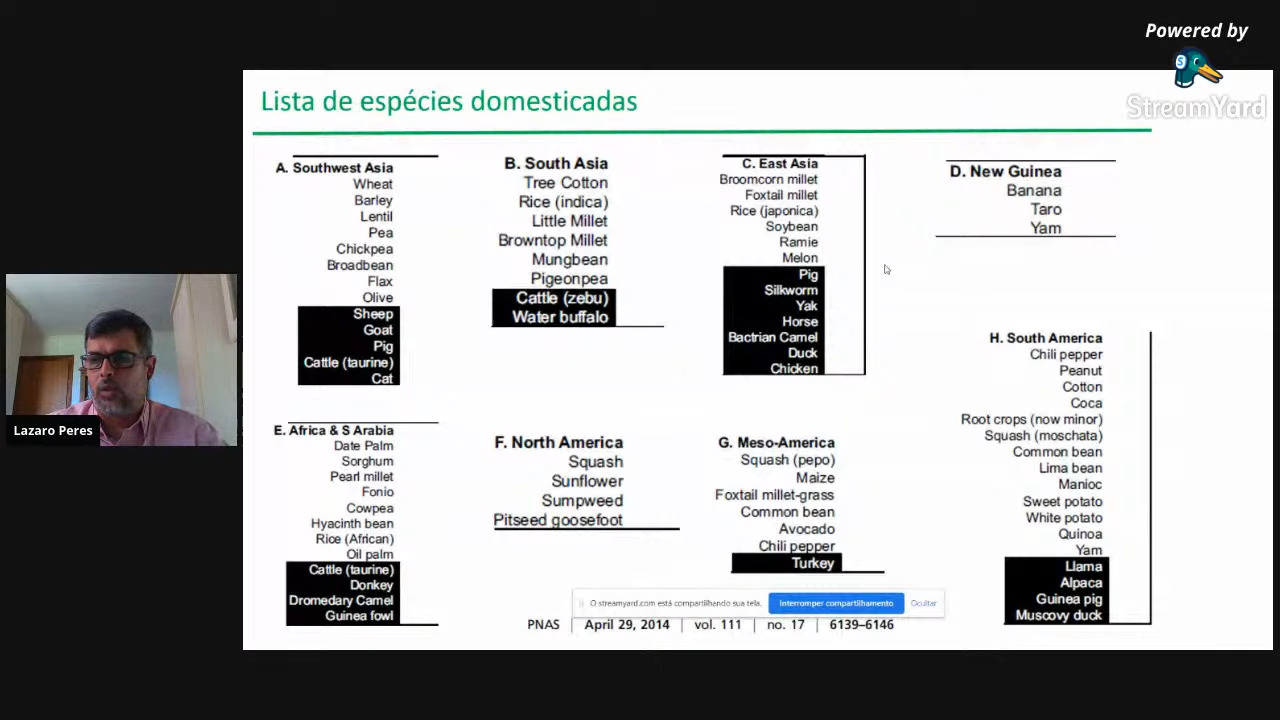 Powered by
StreamYard
Lista de espécies domesticadas
A. Southwest Asia
Wheat
Barley
Lentil
Pea
Chickpea
Broadbean
Flax
Olive
Sheep
Goat
Pig
Cattle (taurine)
Cat
B. South Asia
Tree Cotton
Rice (indica)
Little Millet
Browntop Millet
Mungbean
Pigeonpea
Cattle (zebu)
Water buffalo
C. East Asia
Broomcorn millet
Foxtail millet
Rice (japonica)
Soybean
Ramie
Melon
Pig
Silkworm
Yak
Horse
Bactrian Camel
Duck
Chicken
D. New Guinea
Banana
Taro
Yam
E. Africa & S Arabia
Date Palm
Sorghum
Pearl millet
Fonio
Cowpea
Hyacinth bean
Rice (African)
Oil palm
Cattle (taurine)
Donkey
Dromedary Camel
Guinea fowl
F. North America
Squash
Sunflower
Sumpweed
Pitseed goosefoot
G. Meso-America
Squash (pepo)
Maize
Foxtail millet-grass
Common bean
Avocado
Chili pepper
Turkey
H. South America
Chili pepper
Peanut
Cotton
Coca
Root crops (now minor)
Squash (moschata)
Common bean
Lima bean
Manioc
Sweet potato
White potato
Quinoa
Yam
Llama
Alpaca
Guinea pig
Muscovy duck
Lazaro Peres
O streamyard.com está compartilhando sua tela. Interromper compartilhamento Ocultar
PNAS | April 29, 2014 | vol. 111 | no. 17 | 6139–6146